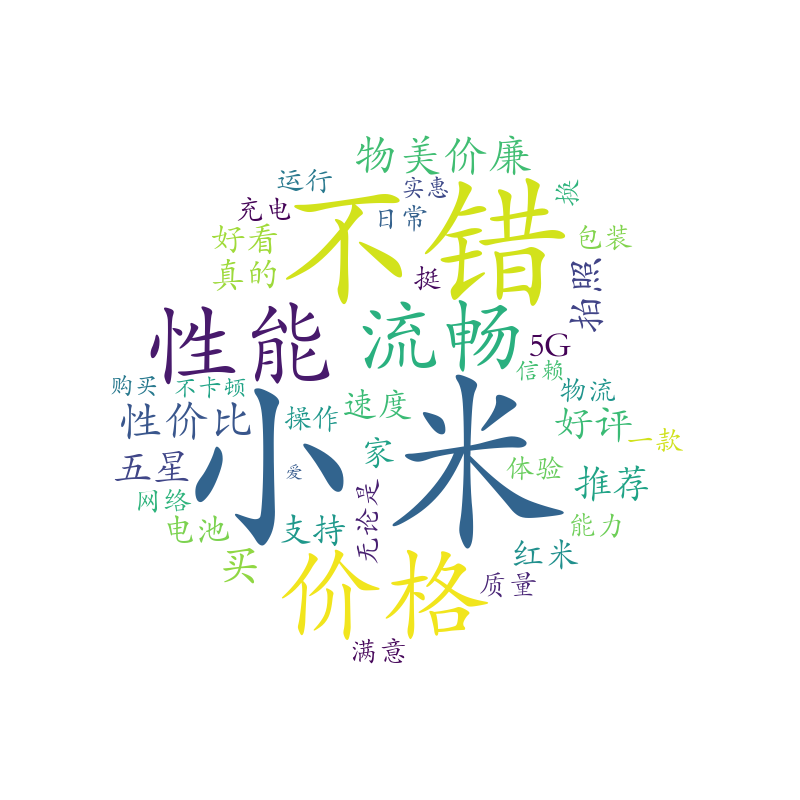 物美价廉
运行
实惠
换
充电
日常
不错
好看
包装
真的
挺
拍照
性能
流畅
5G
信赖
购买
不卡顿
物流
小米
性价比
操作
速度
好评
一款
家
五星
爱
体验
推荐
网络
无论是
电池
支持
能力
买
红米
价格
质量
满意